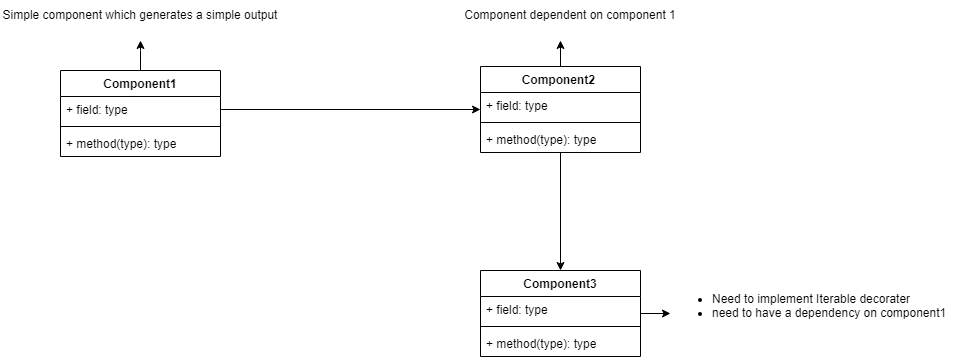 Simple component which generates a simple output
Component dependent on component 1
Component1
+ field: type
+ method(type): type
Component2
+ field: type
+ method(type): type
Component3
+ field: type
+ method(type): type
• Need to implement Iterable decorater
• need to have a dependency on component1